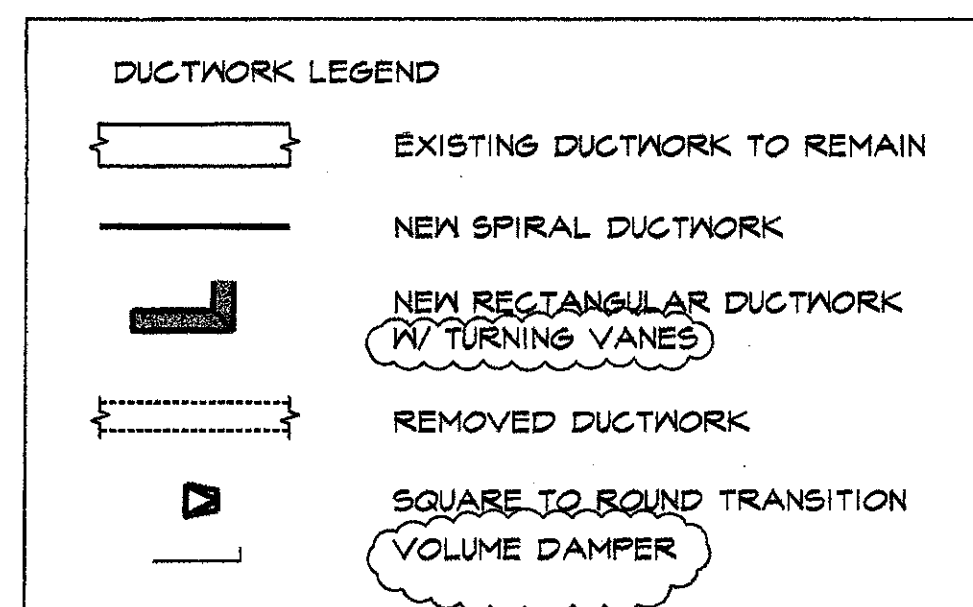 DUCTWORK LEGEND
EXISTING DUCTWORK TO REMAIN
NEW SPIRAL DUCTWORK
NEW RECTANGULAR DUCTWORK
W/ TURNING VANES
REMOVED DUCTWORK
SQUARE TO ROUND TRANSITION
VOLUME DAMPER